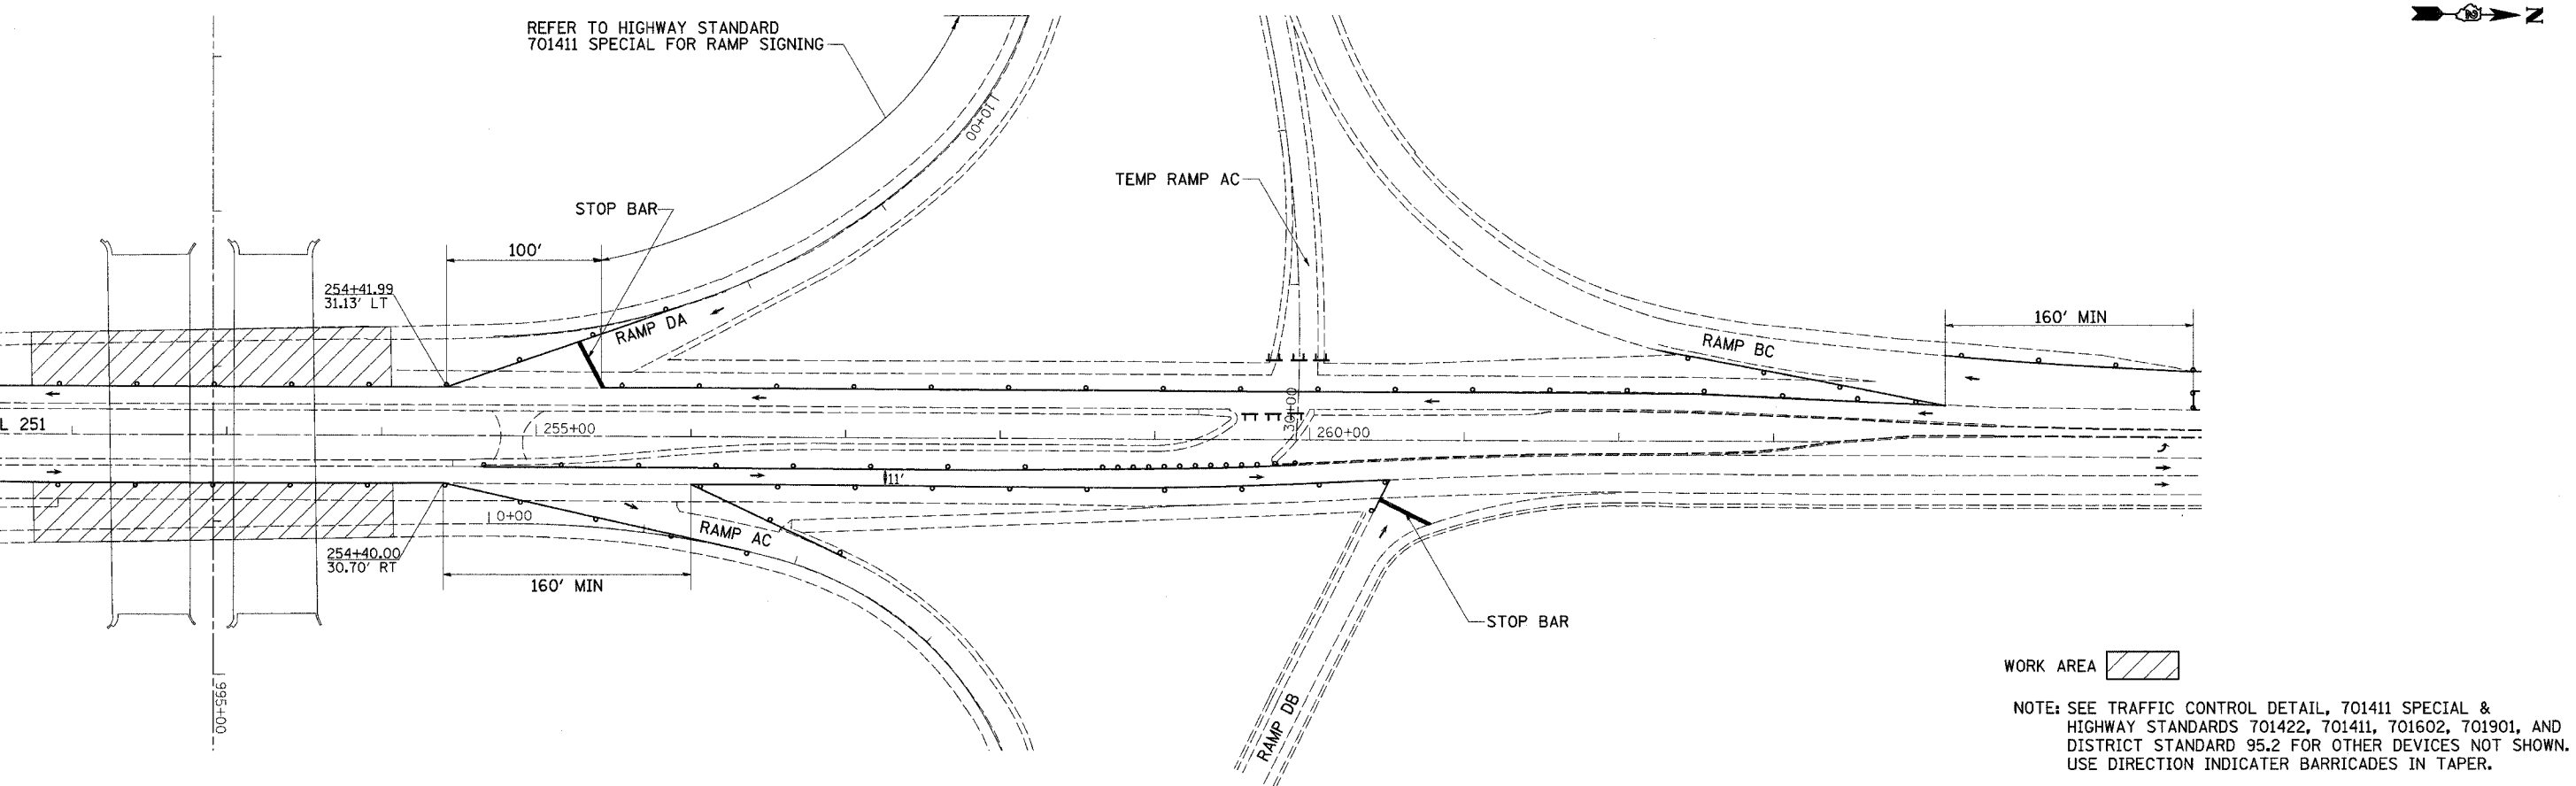 REFER TO HIGHWAY STANDARD
701411 SPECIAL FOR RAMP SIGNING
N
110+00
TEMP RAMP AC
STOP BAR
100'
254+41.99
31.13' LT
RAMP DA
RAMP BC
160' MIN
L 251
255+00
36+00
260+00
11'
0+00
RAMP AC
254+40.00
30.70' RT
160' MIN
STOP BAR
RAMP DB
995+00
WORK AREA
NOTE: SEE TRAFFIC CONTROL DETAIL, 701411 SPECIAL &
HIGHWAY STANDARDS 701422, 701411, 701602, 701901, AND
DISTRICT STANDARD 95.2 FOR OTHER DEVICES NOT SHOWN.
USE DIRECTION INDICATER BARRICADES IN TAPER.